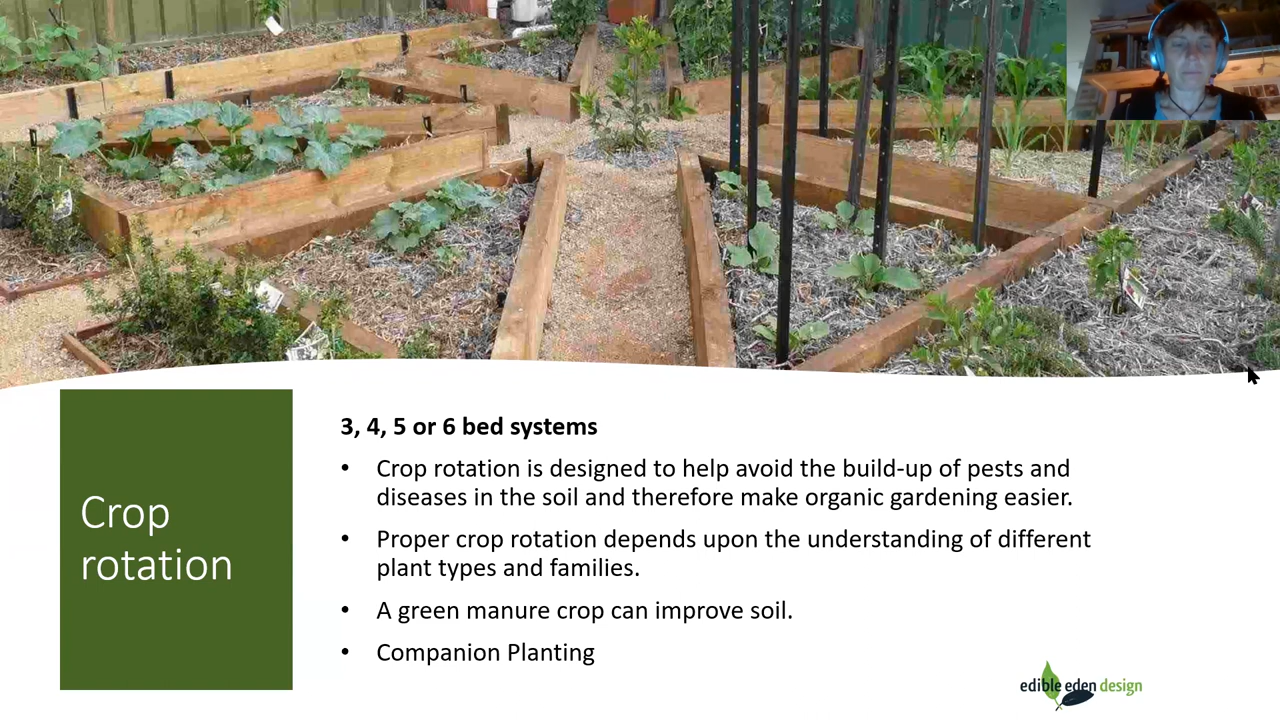 Crop
rotation
3, 4, 5 or 6 bed systems
• Crop rotation is designed to help avoid the build-up of pests and
diseases in the soil and therefore make organic gardening easier.
• Proper crop rotation depends upon the understanding of different
plant types and families.
• A green manure crop can improve soil.
• Companion Planting
edible eden design